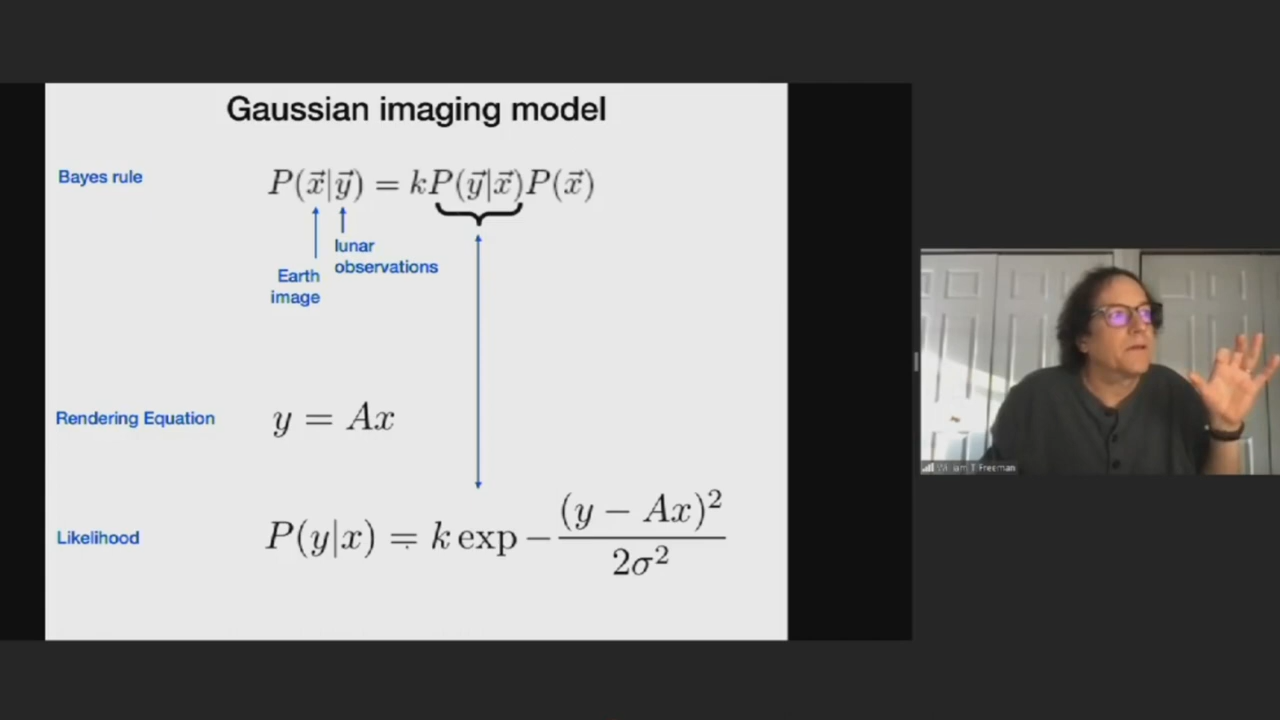 Gaussian imaging model
Bayes rule
P(x⃗|y⃗) = kP(y⃗|x⃗)P(x⃗)
lunar
observations
Earth
image
Rendering Equation
y = Ax
Likelihood
P(y|x) = k exp − (y − Ax)² / 2σ²
William T Freeman